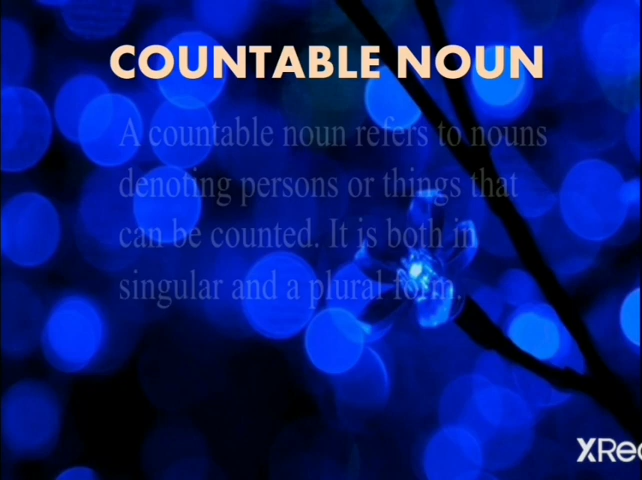 COUNTABLE NOUN
A countable noun refers to nouns
denoting persons or things that
can be counted. It is both in
singular and a plural form.
XRec